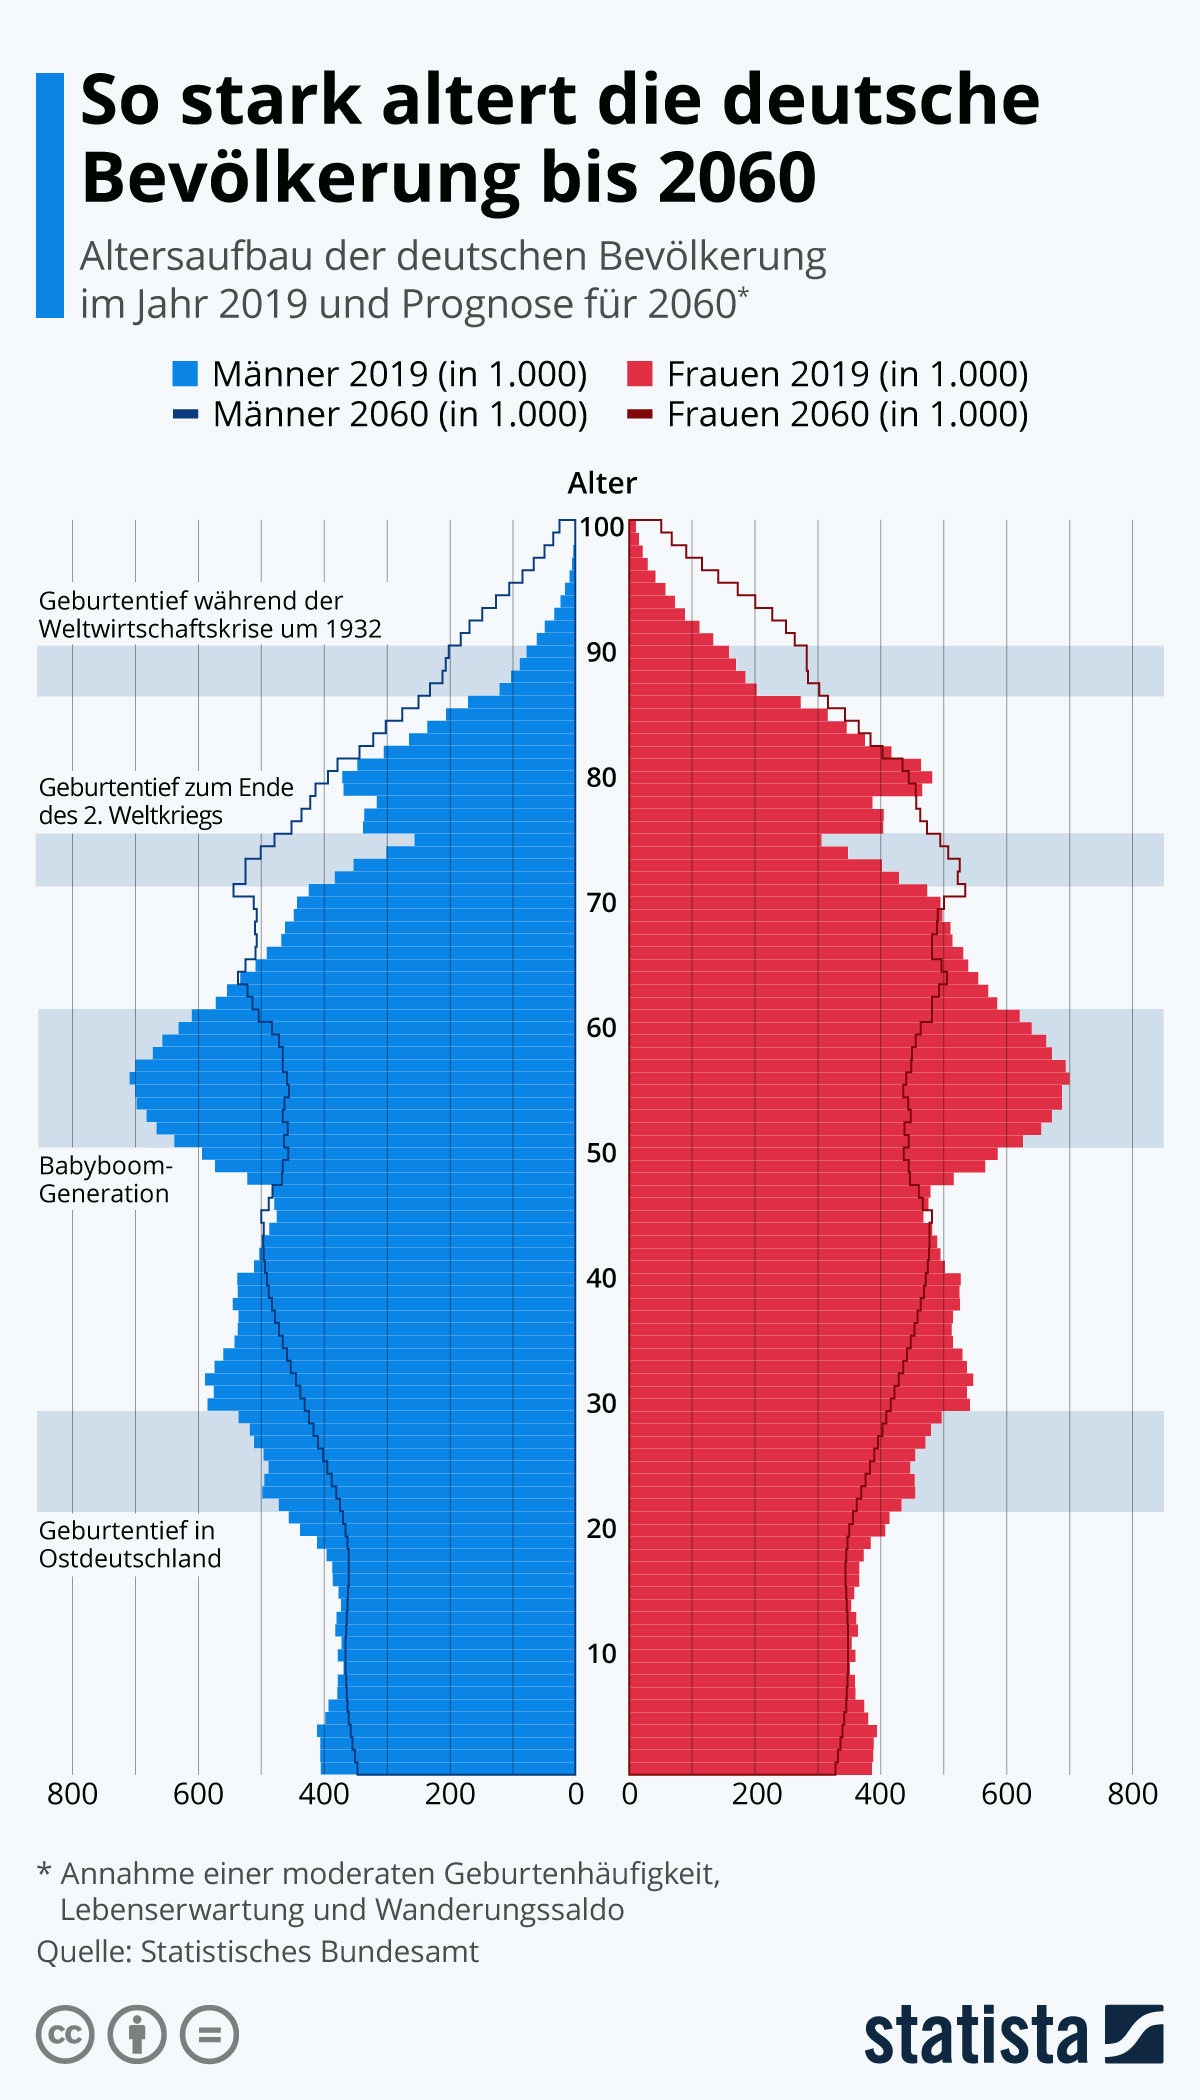 So stark altert die deutsche
Bevölkerung bis 2060
Altersaufbau der deutschen Bevölkerung
im Jahr 2019 und Prognose für 2060*
Männer 2019 (in 1.000)
Frauen 2019 (in 1.000)
Männer 2060 (in 1.000)
Frauen 2060 (in 1.000)
Alter
100
Geburtentief während der
Weltwirtschaftskrise um 1932
90
80
Geburtentief zum Ende
des 2. Weltkriegs
70
60
50
Babyboom-
Generation
40
30
20
Geburtentief in
Ostdeutschland
10
800 600 400 200 0 0 200 400 600 800
* Annahme einer moderaten Geburtenhäufigkeit,
Lebenserwartung und Wanderungssaldo
Quelle: Statistisches Bundesamt
cc
statista